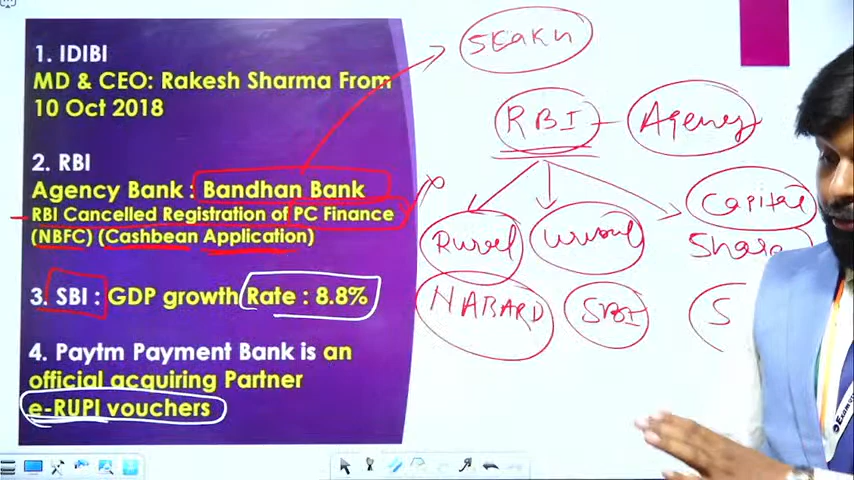 1. IDIBI
MD & CEO: Rakesh Sharma From
10 Oct 2018
2. RBI
Agency Bank : Bandhan Bank
RBI Cancelled Registration of PC Finance
(NBFC) (Cashbean Application)
3. SBI : GDP growth Rate : 8.8%
4. Paytm Payment Bank is an
official acquiring Partner
e-RUPI vouchers
RBI - Agency
Capital
Rural
Share
NABARD SBI S